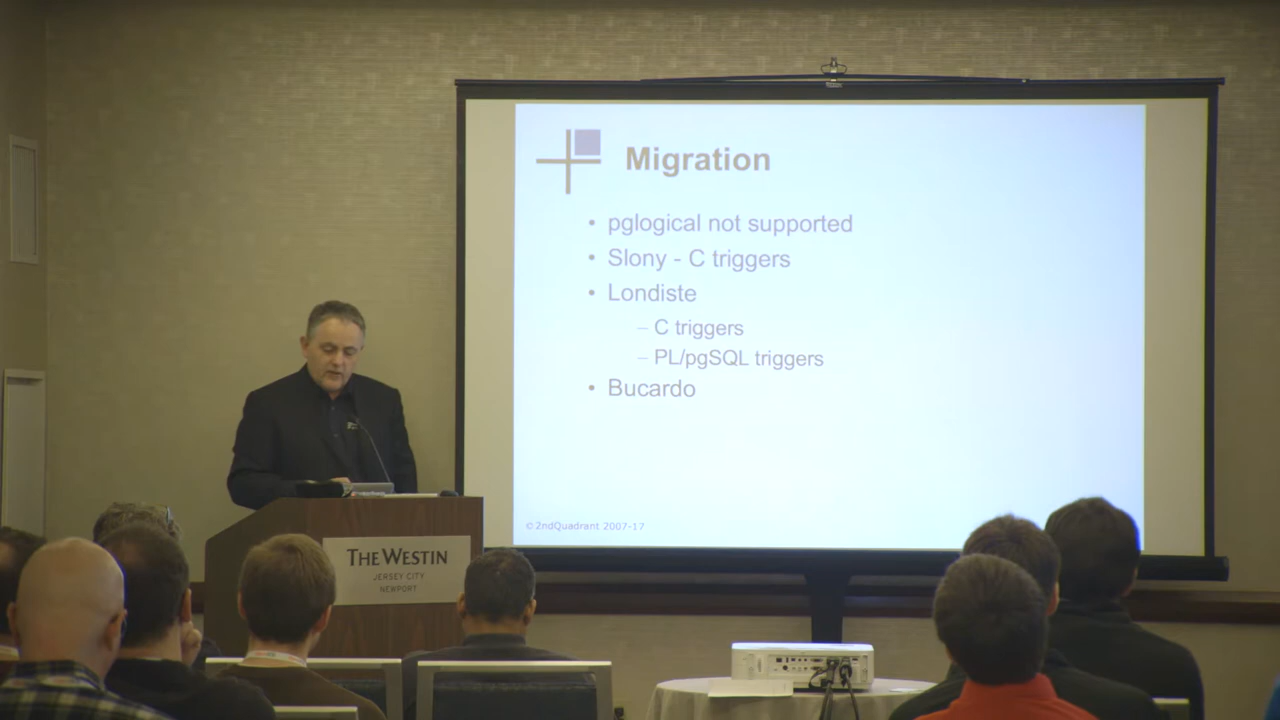 Migration
• pglogical not supported
• Slony - C triggers
• Londiste
– C triggers
– PL/pgSQL triggers
• Bucardo
© 2ndQuadrant 2007-17
THE WESTIN
JERSEY CITY
NEWPORT